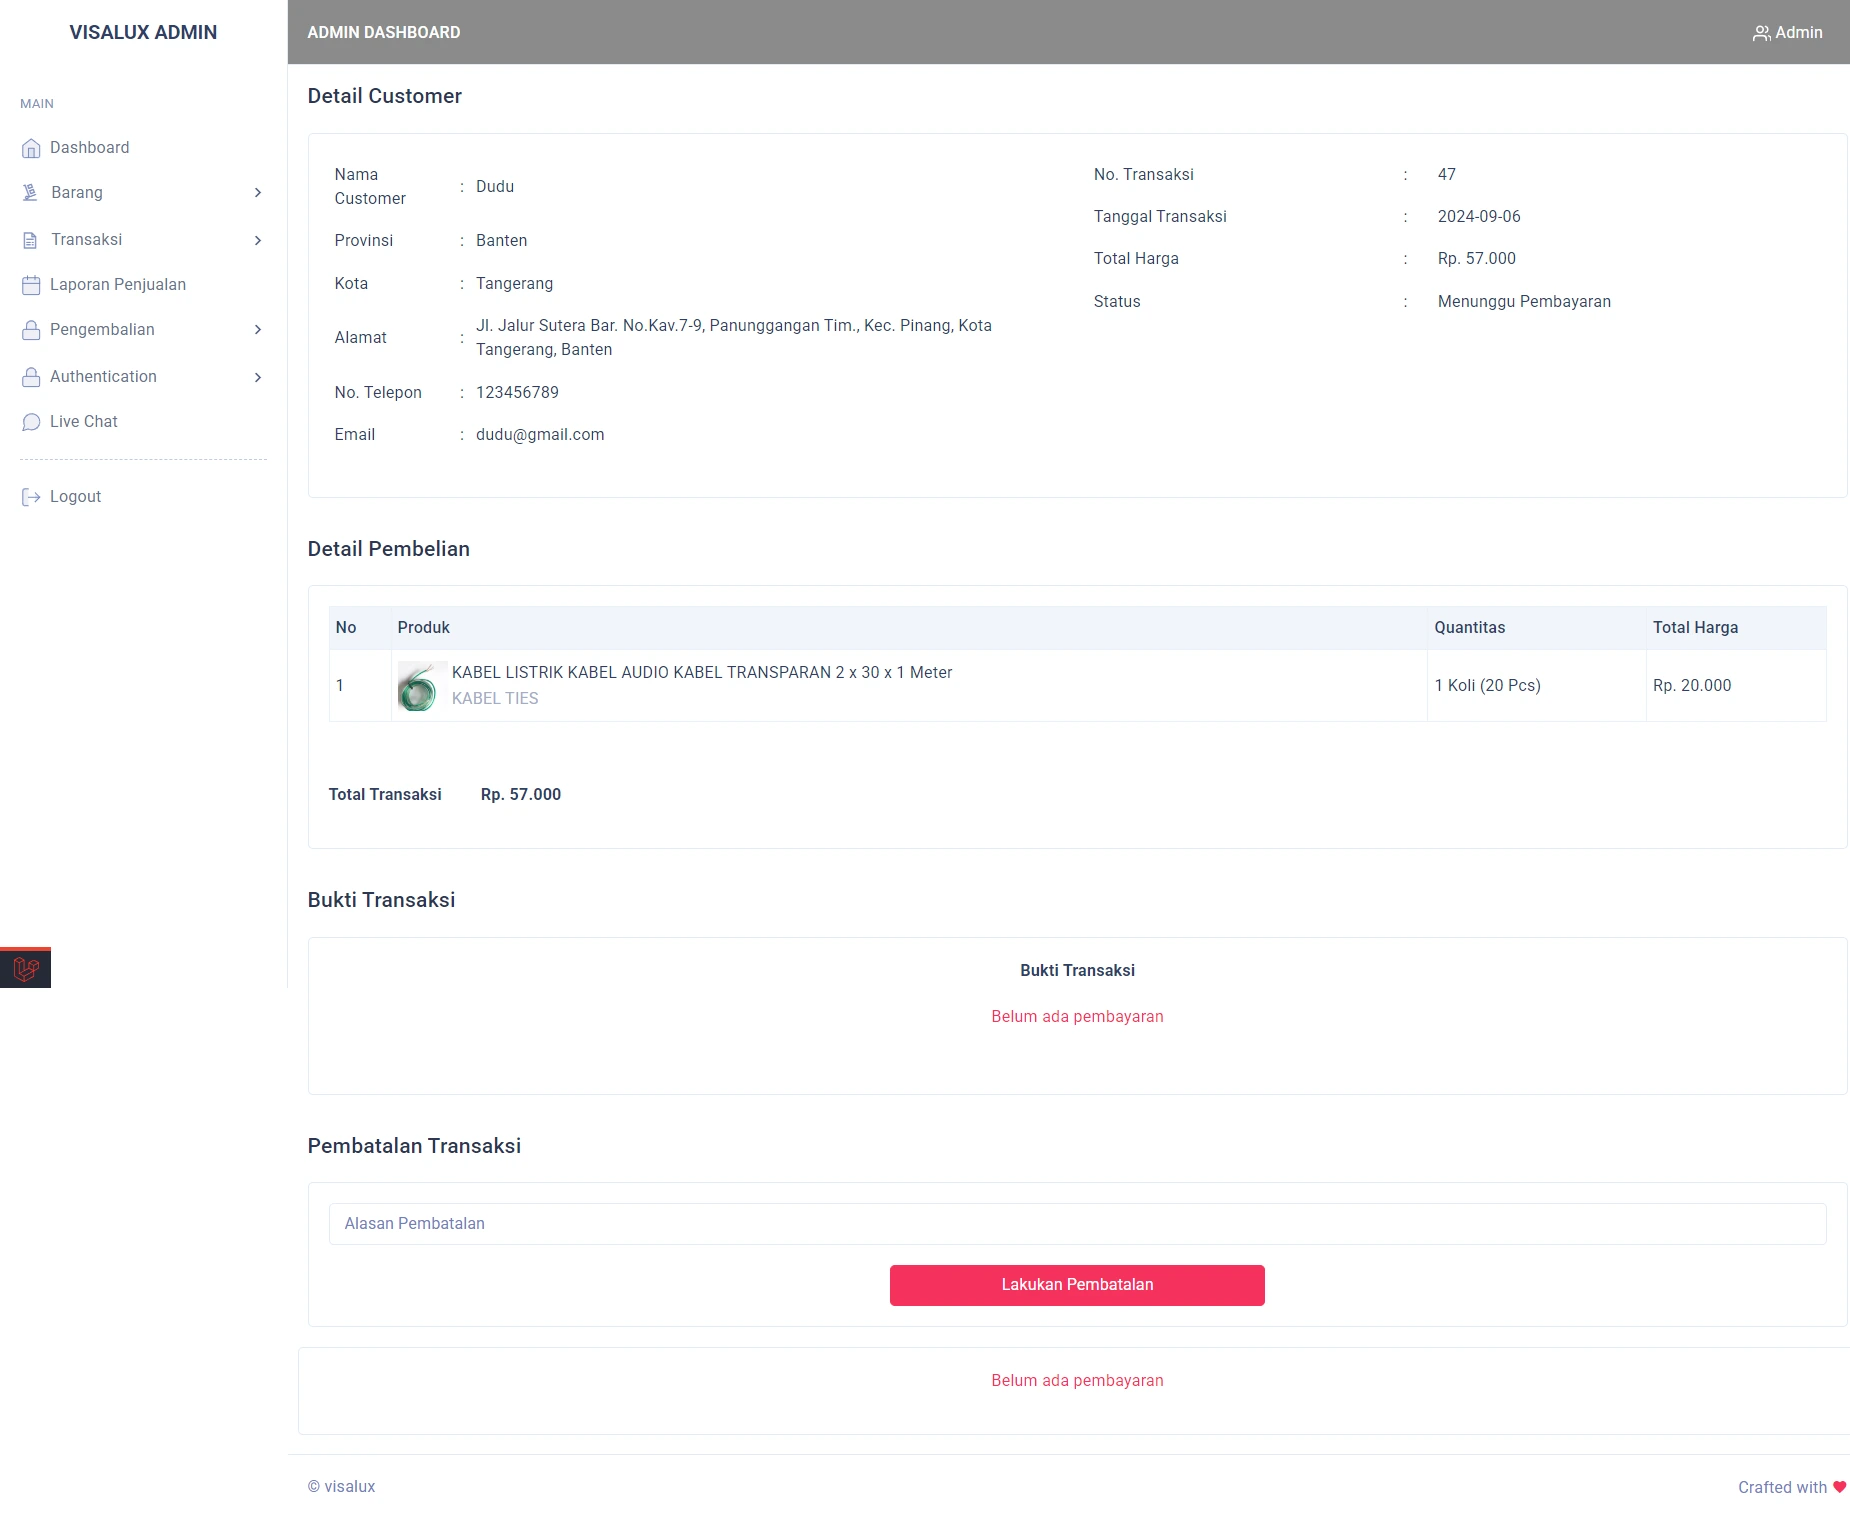 VISALUX ADMIN
ADMIN DASHBOARD
Admin
MAIN
Dashboard
Barang
Transaksi
Laporan Penjualan
Pengembalian
Authentication
Live Chat
Logout
Detail Customer
Nama
Customer
: Dudu
Provinsi : Banten
Kota : Tangerang
Alamat :
Jl. Jalur Sutera Bar. No.Kav.7-9, Panunggangan Tim., Kec. Pinang, Kota
Tangerang, Banten
No. Telepon : 123456789
Email : dudu@gmail.com
No. Transaksi : 47
Tanggal Transaksi : 2024-09-06
Total Harga : Rp. 57.000
Status : Menunggu Pembayaran
Detail Pembelian
No Produk Quantitas Total Harga
1 KABEL LISTRIK KABEL AUDIO KABEL TRANSPARAN 2 x 30 x 1 Meter
KABEL TIES
1 Koli (20 Pcs) Rp. 20.000
Total Transaksi Rp. 57.000
Bukti Transaksi
Bukti Transaksi
Belum ada pembayaran
Pembatalan Transaksi
Alasan Pembatalan
Lakukan Pembatalan
Belum ada pembayaran
© visalux
Crafted with